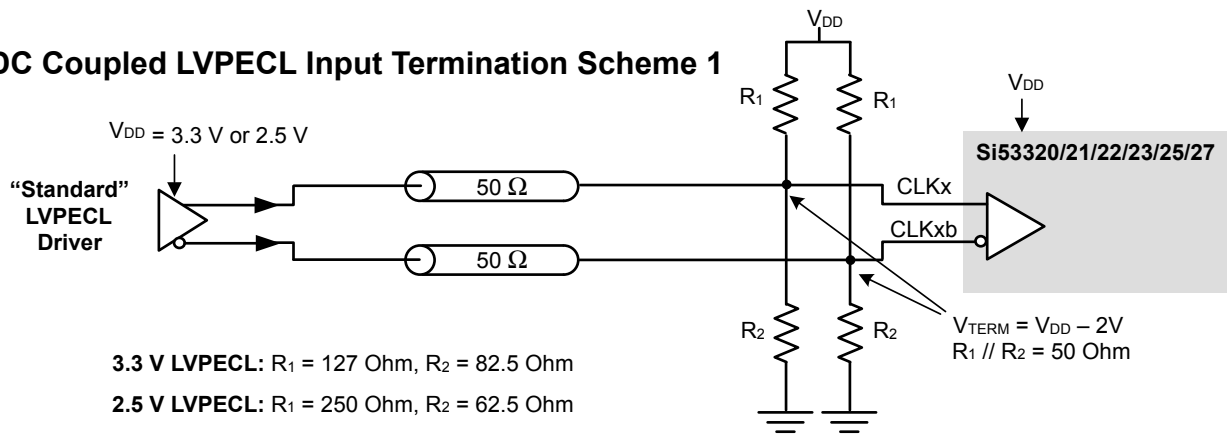 VDD
DC Coupled LVPECL Input Termination Scheme 1
R1
R1
VDD
VDD = 3.3 V or 2.5 V
Si53320/21/22/23/25/27
“Standard”
LVPECL
Driver
50 Ω
CLKx
50 Ω
CLKxb
R2
R2
VTERM = VDD – 2V
R1 // R2 = 50 Ohm
3.3 V LVPECL: R1 = 127 Ohm, R2 = 82.5 Ohm
2.5 V LVPECL: R1 = 250 Ohm, R2 = 62.5 Ohm